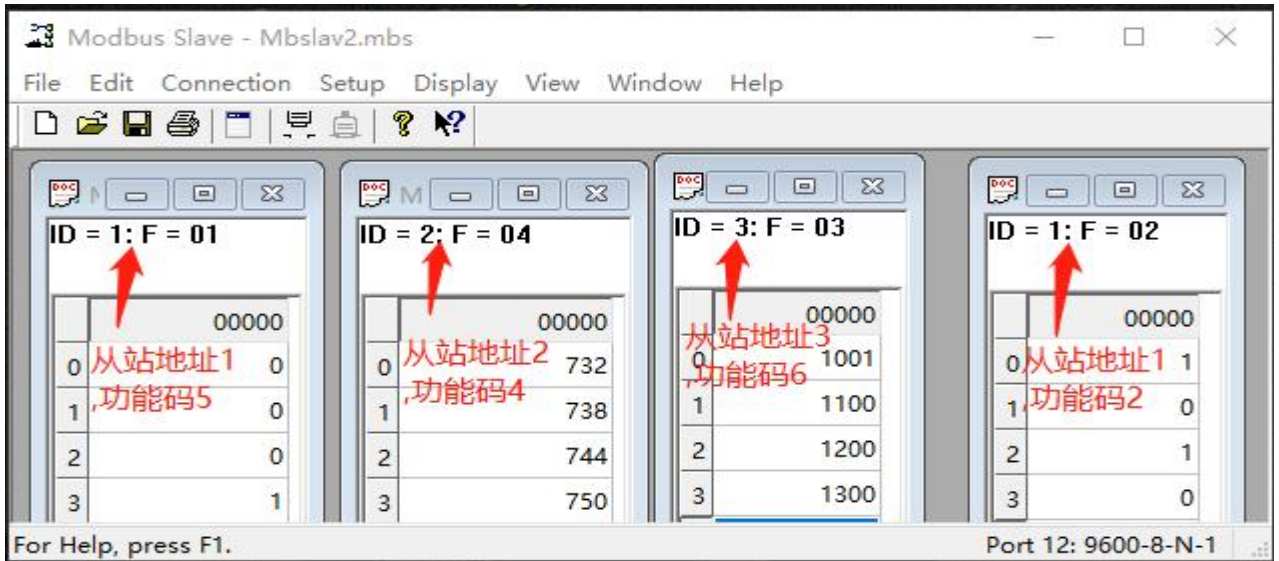 Modbus Slave - Mbslav2.mbs
File Edit Connection Setup Display View Window Help
ID = 1: F = 01
00000
0 0
1 0
2 0
3 1
从站地址1
,功能码5
M
ID = 2: F = 04
00000
0 732
1 738
2 744
3 750
从站地址2
,功能码4
ID = 3: F = 03
00000
0 1001
1 1100
2 1200
3 1300
从站地址3
,功能码6
ID = 1: F = 02
00000
0 1
1 0
2 1
3 0
从站地址1
,功能码2
For Help, press F1.
Port 12: 9600-8-N-1